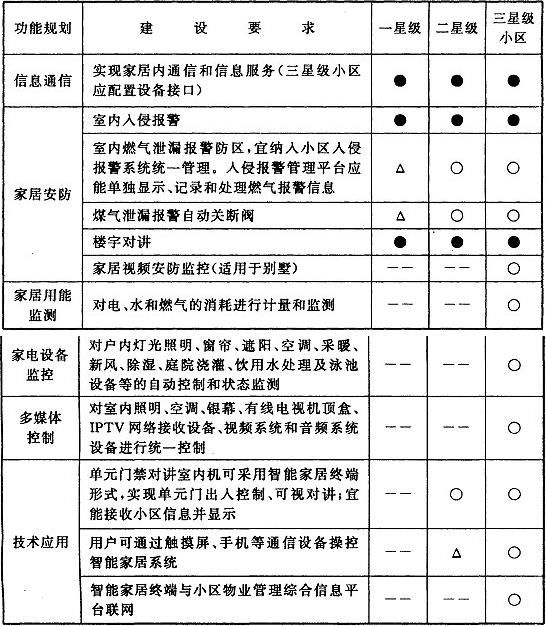 功能规划 建 设 要 求 一星级 二星级 三星级
小区
信息通信 实现家居内通信和信息服务(三星级小区
应配置设备接口) ● ● ●
家居安防 室内入侵报警 ● ● ●
室内燃气泄漏报警防区,宜纳入小区入侵
报警系统统一管理。入侵报警管理平台应
能单独显示、记录和处理燃气报警信息 △ ○ ○
煤气泄漏报警自动关断阀 △ ○ ○
楼宇对讲 ● ● ●
家居视频安防监控(适用于别墅) —— —— ○
家居用能
监测 对电、水和燃气的消耗进行计量和监测 —— —— ○
家电设备
监控 对户内灯光照明、窗帘、遮阳、空调、采暖、
新风、除湿、庭院浇灌、饮用水处理及泳池
设备等的自动控制和状态监测 —— —— ○
多媒体
控制 对室内照明、空调、银幕、有线电视机顶盒、
IPTV网络接收设备、视频系统和音频系统
设备进行统一控制 —— —— ○
技术应用 单元门禁对讲室内机可采用智能家居终端
形式,实现单元门出入控制、可视对讲;宜
能接收小区信息并显示 —— ○ ○
用户可通过触摸屏、手机等通信设备操控
智能家居系统 —— △ ○
智能家居终端与小区物业管理综合信息平
台联网 —— —— ○